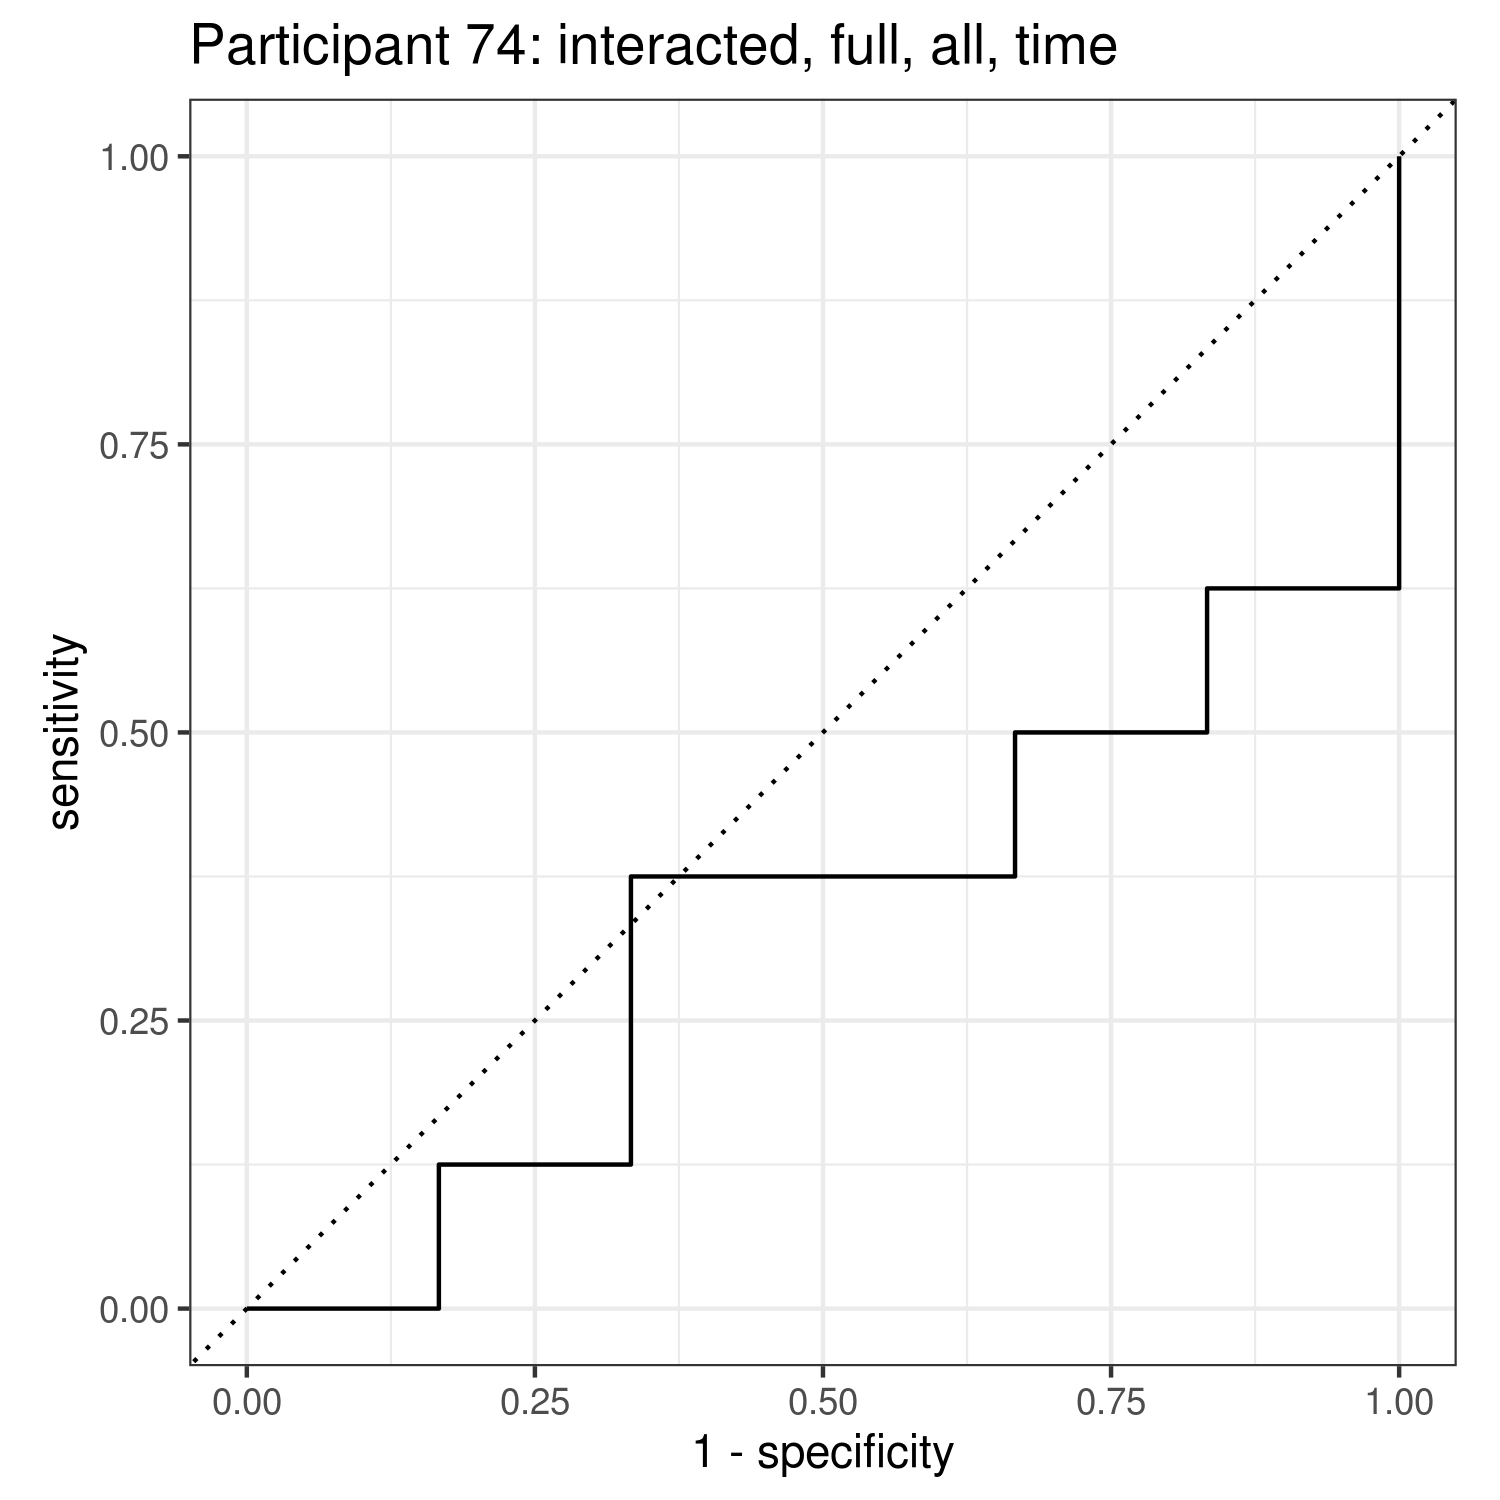 Participant 74: interacted, full, all, time
1.00
0.75
0.50
0.25
0.00
sensitivity
0.00 0.25 0.50 0.75 1.00
1 - specificity